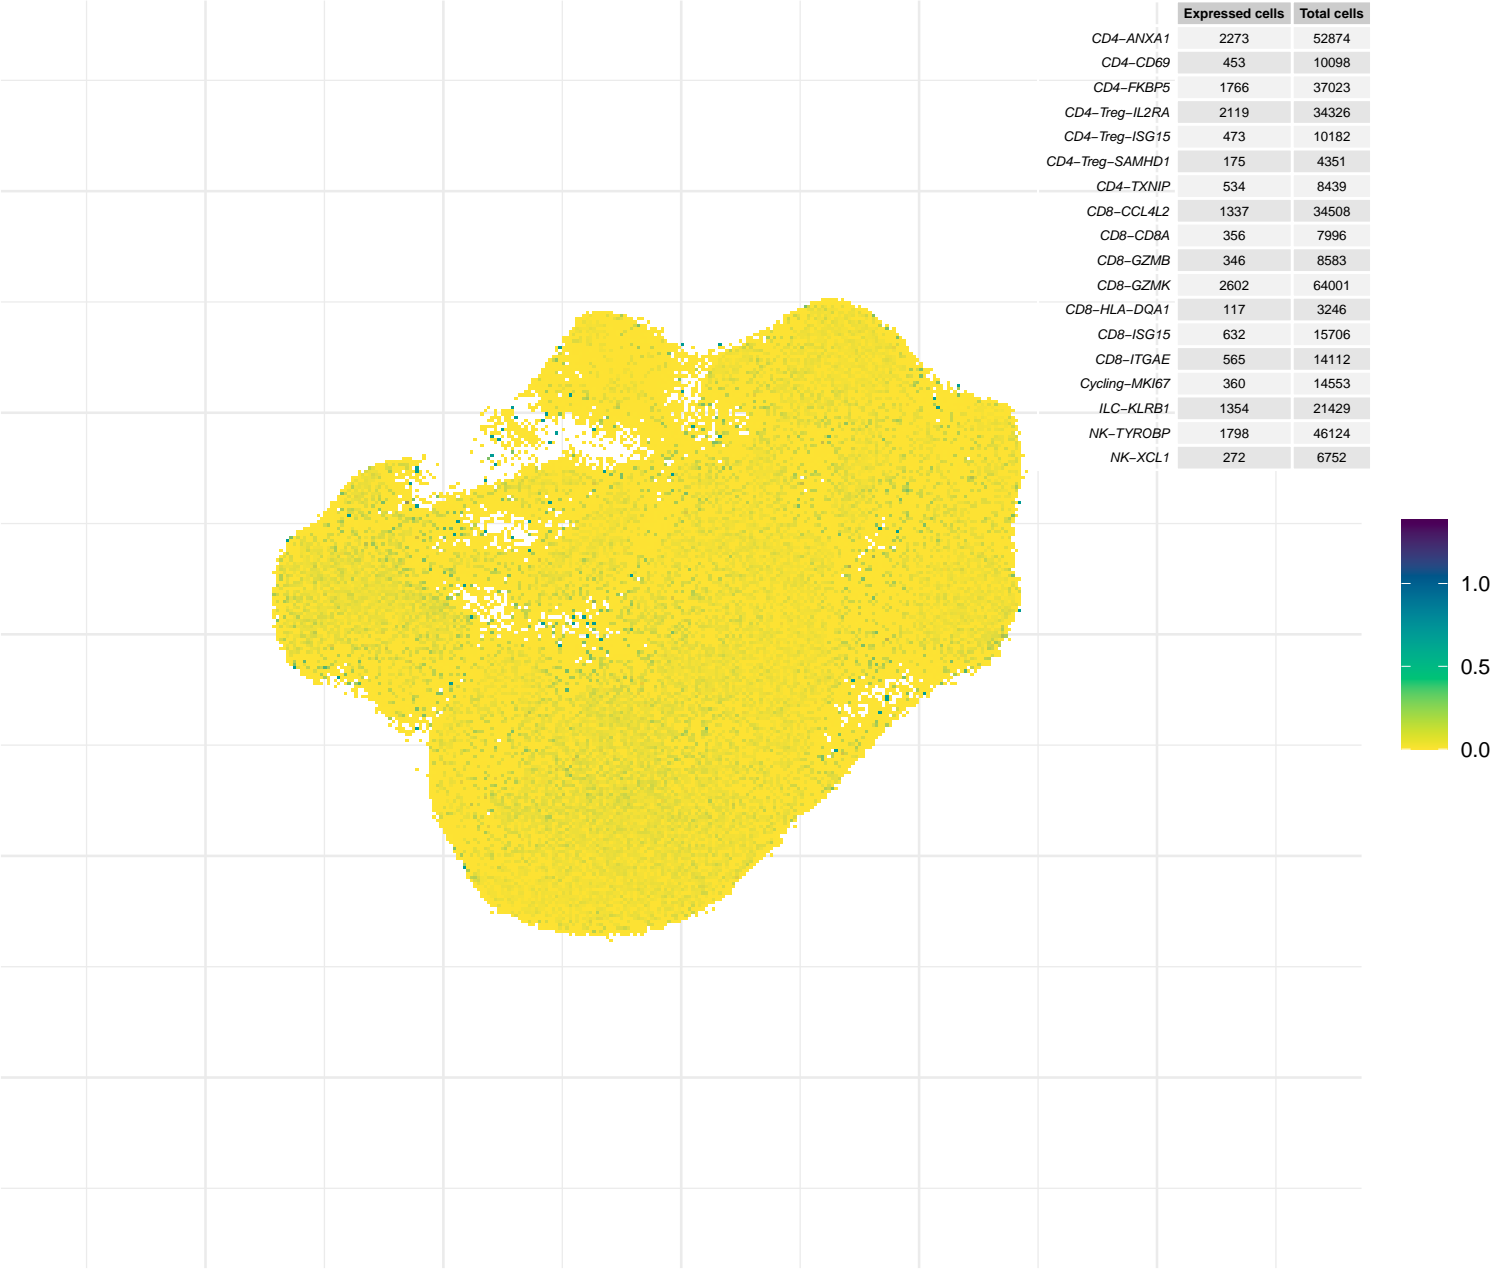 Expressed cells Total cells
CD4−ANXA1 2273 52874
CD4−CD69 453 10098
CD4−FKBP5 1766 37023
CD4−Treg−IL2RA 2119 34326
CD4−Treg−ISG15 473 10182
CD4−Treg−SAMHD1 175 4351
CD4−TXNIP 534 8439
CD8−CCL4L2 1337 34508
CD8−CD8A 356 7996
CD8−GZMB 346 8583
CD8−GZMK 2602 64001
CD8−HLA−DQA1 117 3246
CD8−ISG15 632 15706
CD8−ITGAE 565 14112
Cycling−MKI67 360 14553
ILC−KLRB1 1354 21429
NK−TYROBP 1798 46124
NK−XCL1 272 6752
1.0
0.5
0.0